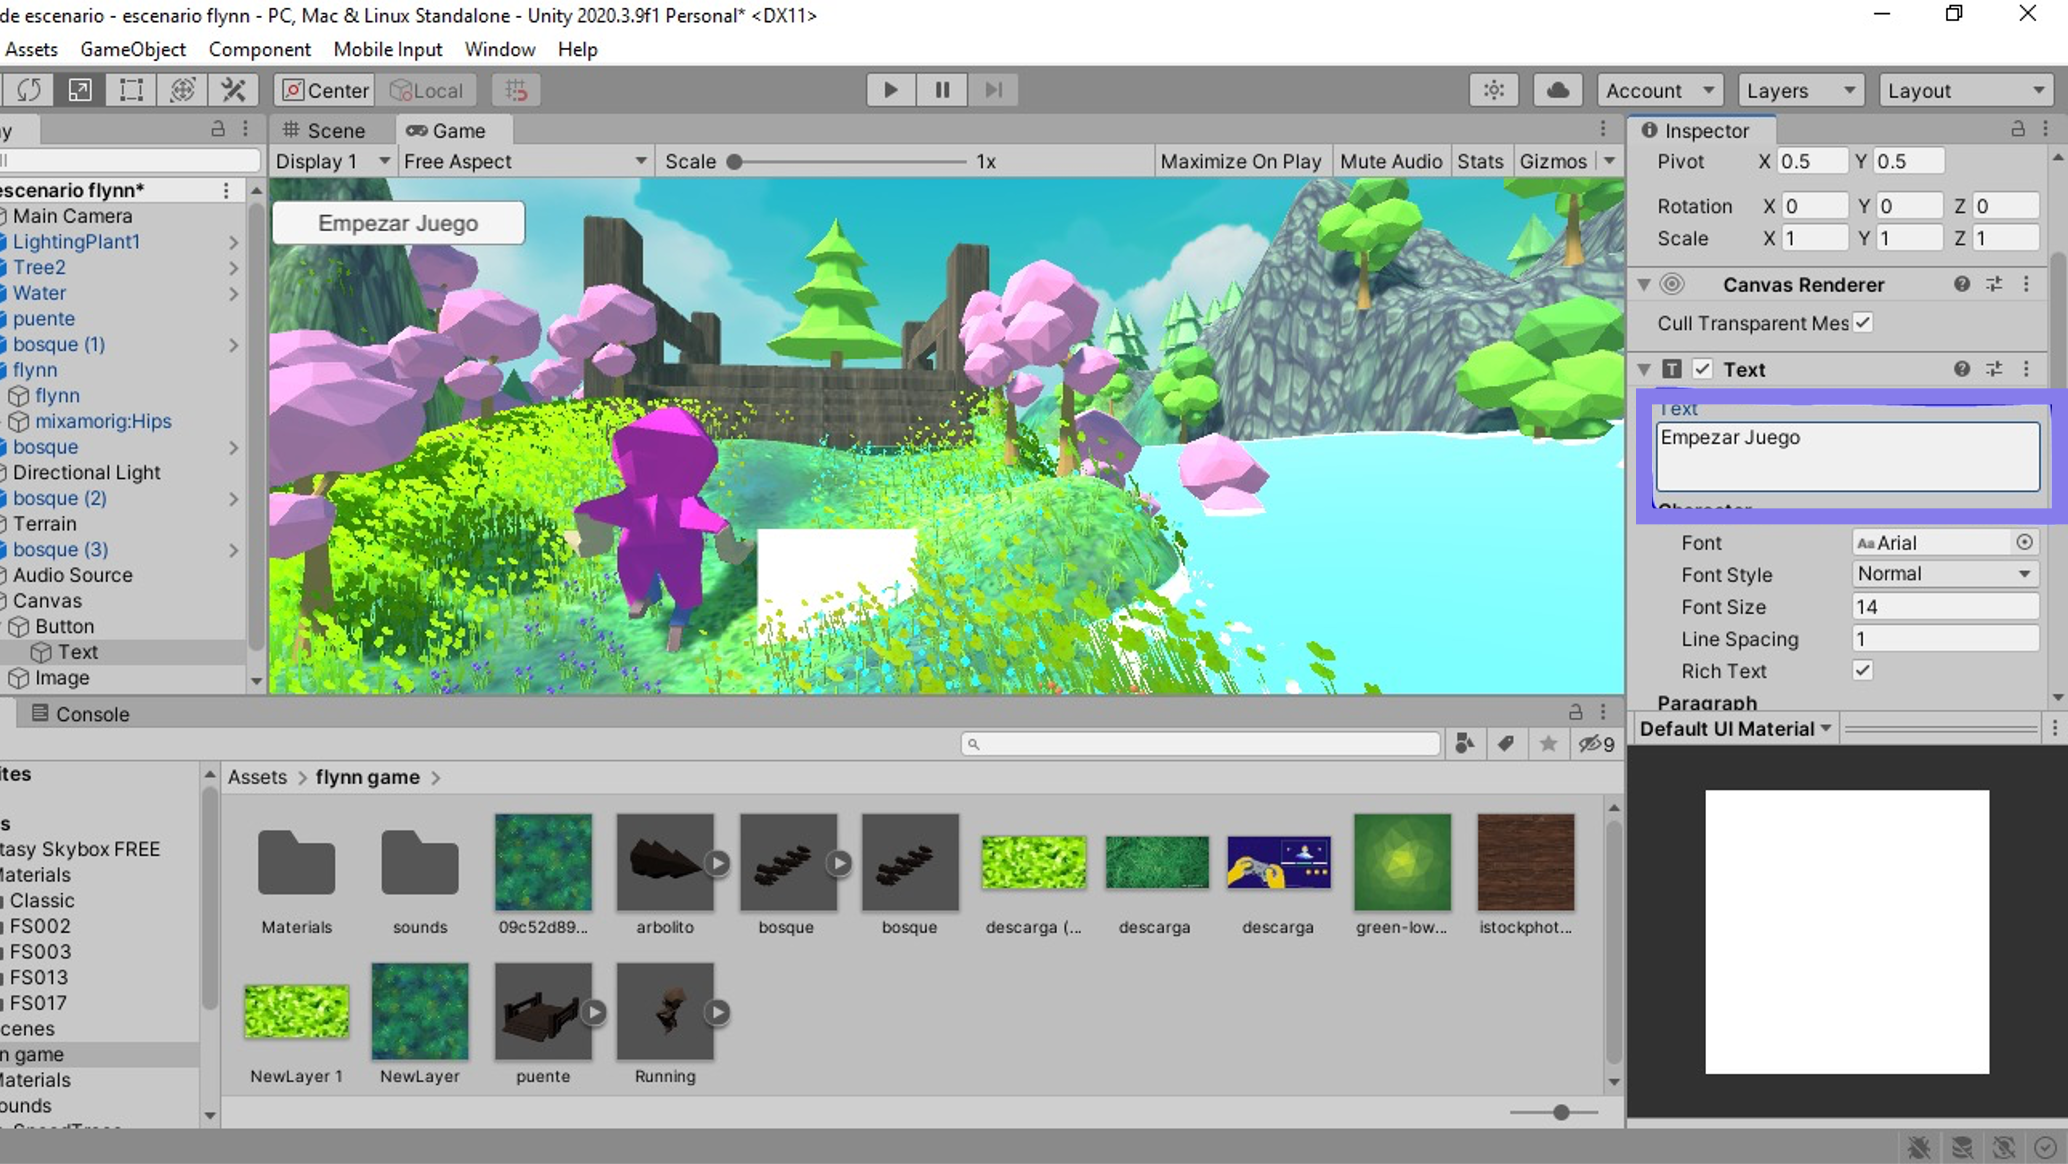 de escenario - escenario flynn - PC, Mac & Linux Standalone - Unity 2020.3.9f1 Personal* <DX11>
Assets GameObject Component Mobile Input Window Help
Center Local Account Layers Layout
y
Scene Game
Inspector
ll
Display 1 Free Aspect Scale 1x Maximize On Play Mute Audio Stats Gizmos
Pivot X 0.5 Y 0.5
escenario flynn*
Main Camera
LightingPlant1
Tree2
Water
puente
bosque (1)
flynn
flynn
mixamorig:Hips
bosque
Directional Light
bosque (2)
Terrain
bosque (3)
Audio Source
Canvas
Button
Text
Image
Empezar Juego
Rotation X 0 Y 0 Z 0
Scale X 1 Y 1 Z 1
Canvas Renderer
Cull Transparent Mes
Text
Text
Empezar Juego
Character
Font Arial
Font Style Normal
Font Size 14
Line Spacing 1
Rich Text
Paragraph
Default UI Material
Console
9
ites
s
tasy Skybox FREE
Materials
Classic
FS002
FS003
FS013
FS017
cenes
n game
Materials
ounds
SpeedTrees
Assets > flynn game >
Materials sounds 09c52d89... arbolito bosque bosque descarga (... descarga descarga green-low... istockphot...
NewLayer 1 NewLayer puente Running